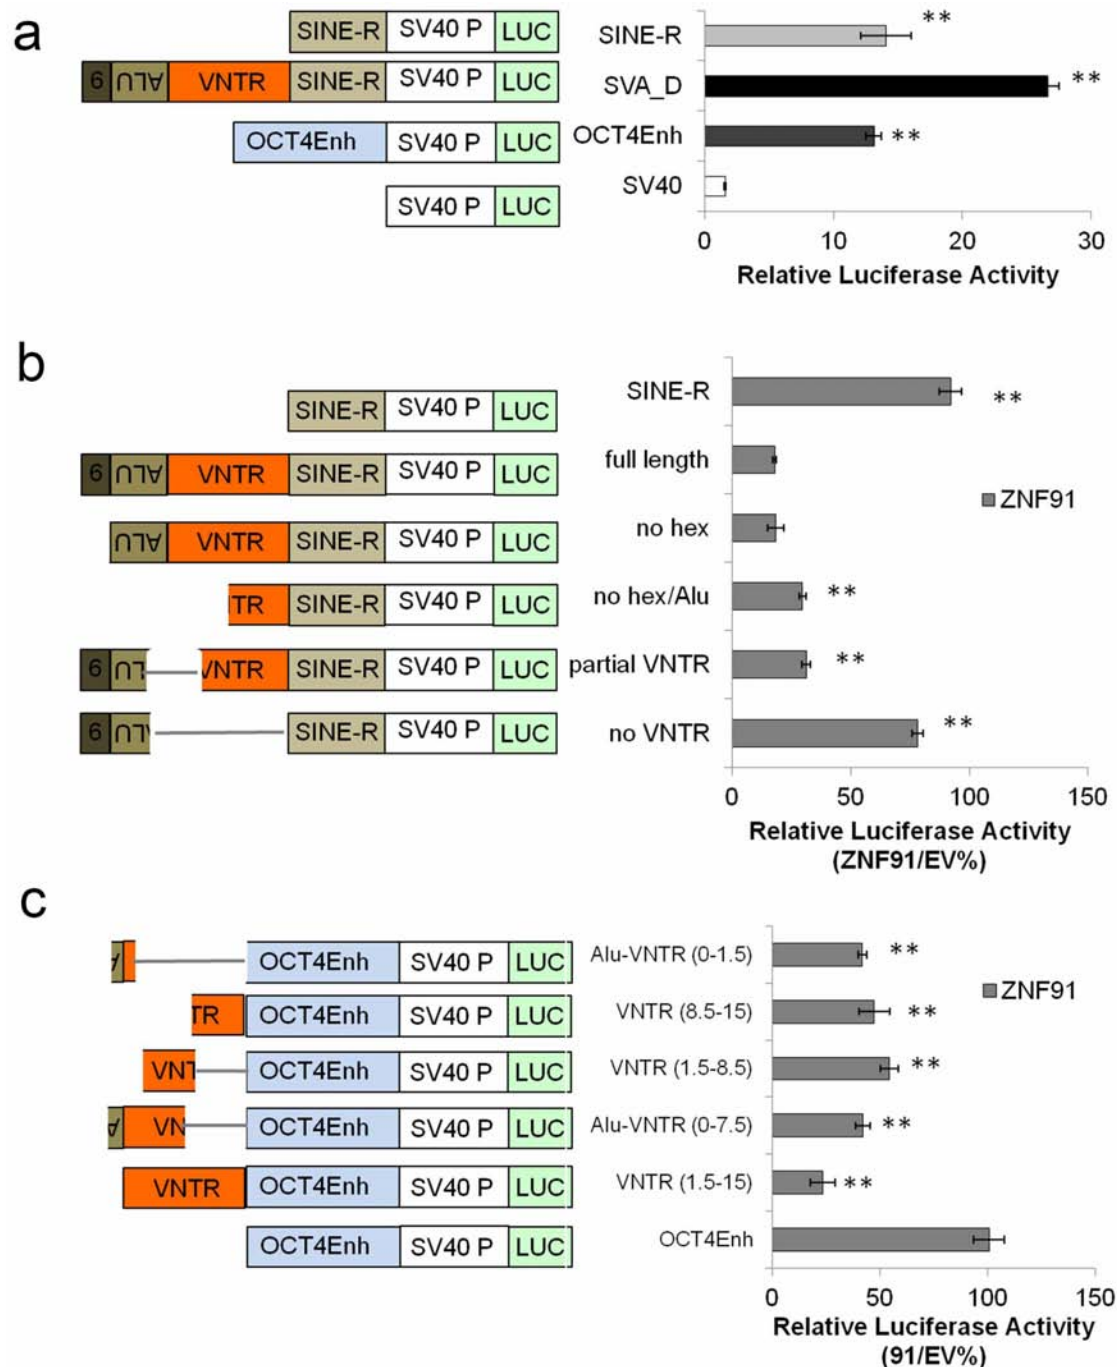 a
SINE-R SV40 P LUC SINE-R **
6 ALU VNTR SINE-R SV40 P LUC SVA_D **
OCT4Enh SV40 P LUC OCT4Enh **
SV40 P LUC SV40
0 10 20 30
Relative Luciferase Activity
b
SINE-R SV40 P LUC SINE-R **
6 ALU VNTR SINE-R SV40 P LUC full length
ZNF91
ALU VNTR SINE-R SV40 P LUC no hex
TR SINE-R SV40 P LUC no hex/Alu **
6 LU VNTR SINE-R SV40 P LUC partial VNTR **
6 LU SINE-R SV40 P LUC no VNTR **
0 50 100 150
Relative Luciferase Activity
(ZNF91/EV%)
c
A OCT4Enh SV40 P LUC Alu-VNTR (0-1.5) **
ZNF91
TR OCT4Enh SV40 P LUC VNTR (8.5-15) **
VNT OCT4Enh SV40 P LUC VNTR (1.5-8.5) **
A VN OCT4Enh SV40 P LUC Alu-VNTR (0-7.5) **
VNTR OCT4Enh SV40 P LUC VNTR (1.5-15) **
OCT4Enh SV40 P LUC OCT4Enh
0 50 100 150
Relative Luciferase Activity
(91/EV%)